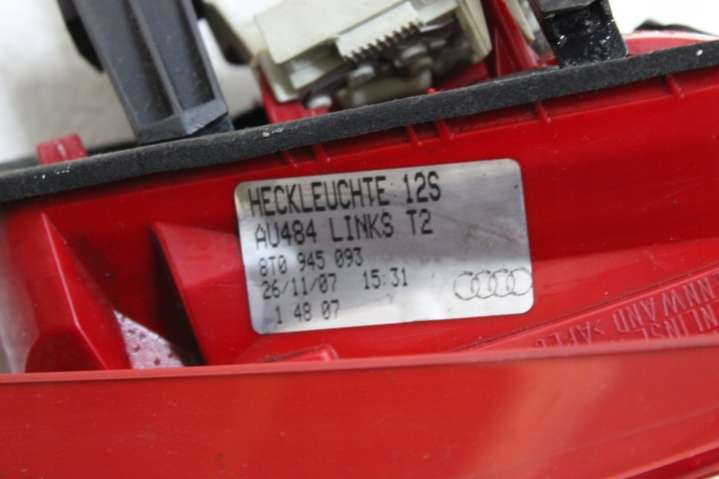 HECKLEUCHTE 12S
AU484 LINKS T2
8T0 945 093
26/11/07 15:31
1 48 07